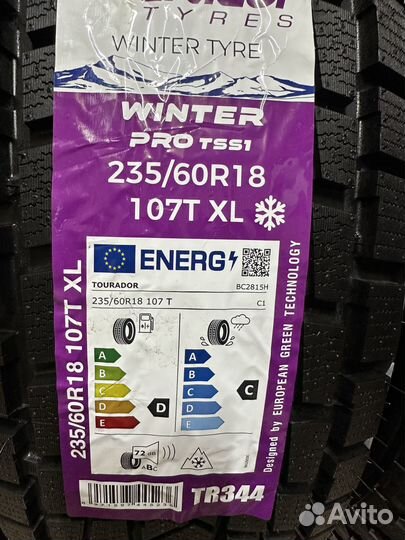 TYRES
WINTER TYRE
WINTER
PRO TSS1
235/60R18
107T XL
235/60R18 107T XL
ENERG
TOURADOR
BC2815H
235/60R18 107 T
C1
A
B
C
D
E
D
A
B
C
D
E
C
72 dB
ABC
Designed by EUROPEAN GREEN TECHNOLOGY
TR344
Avito